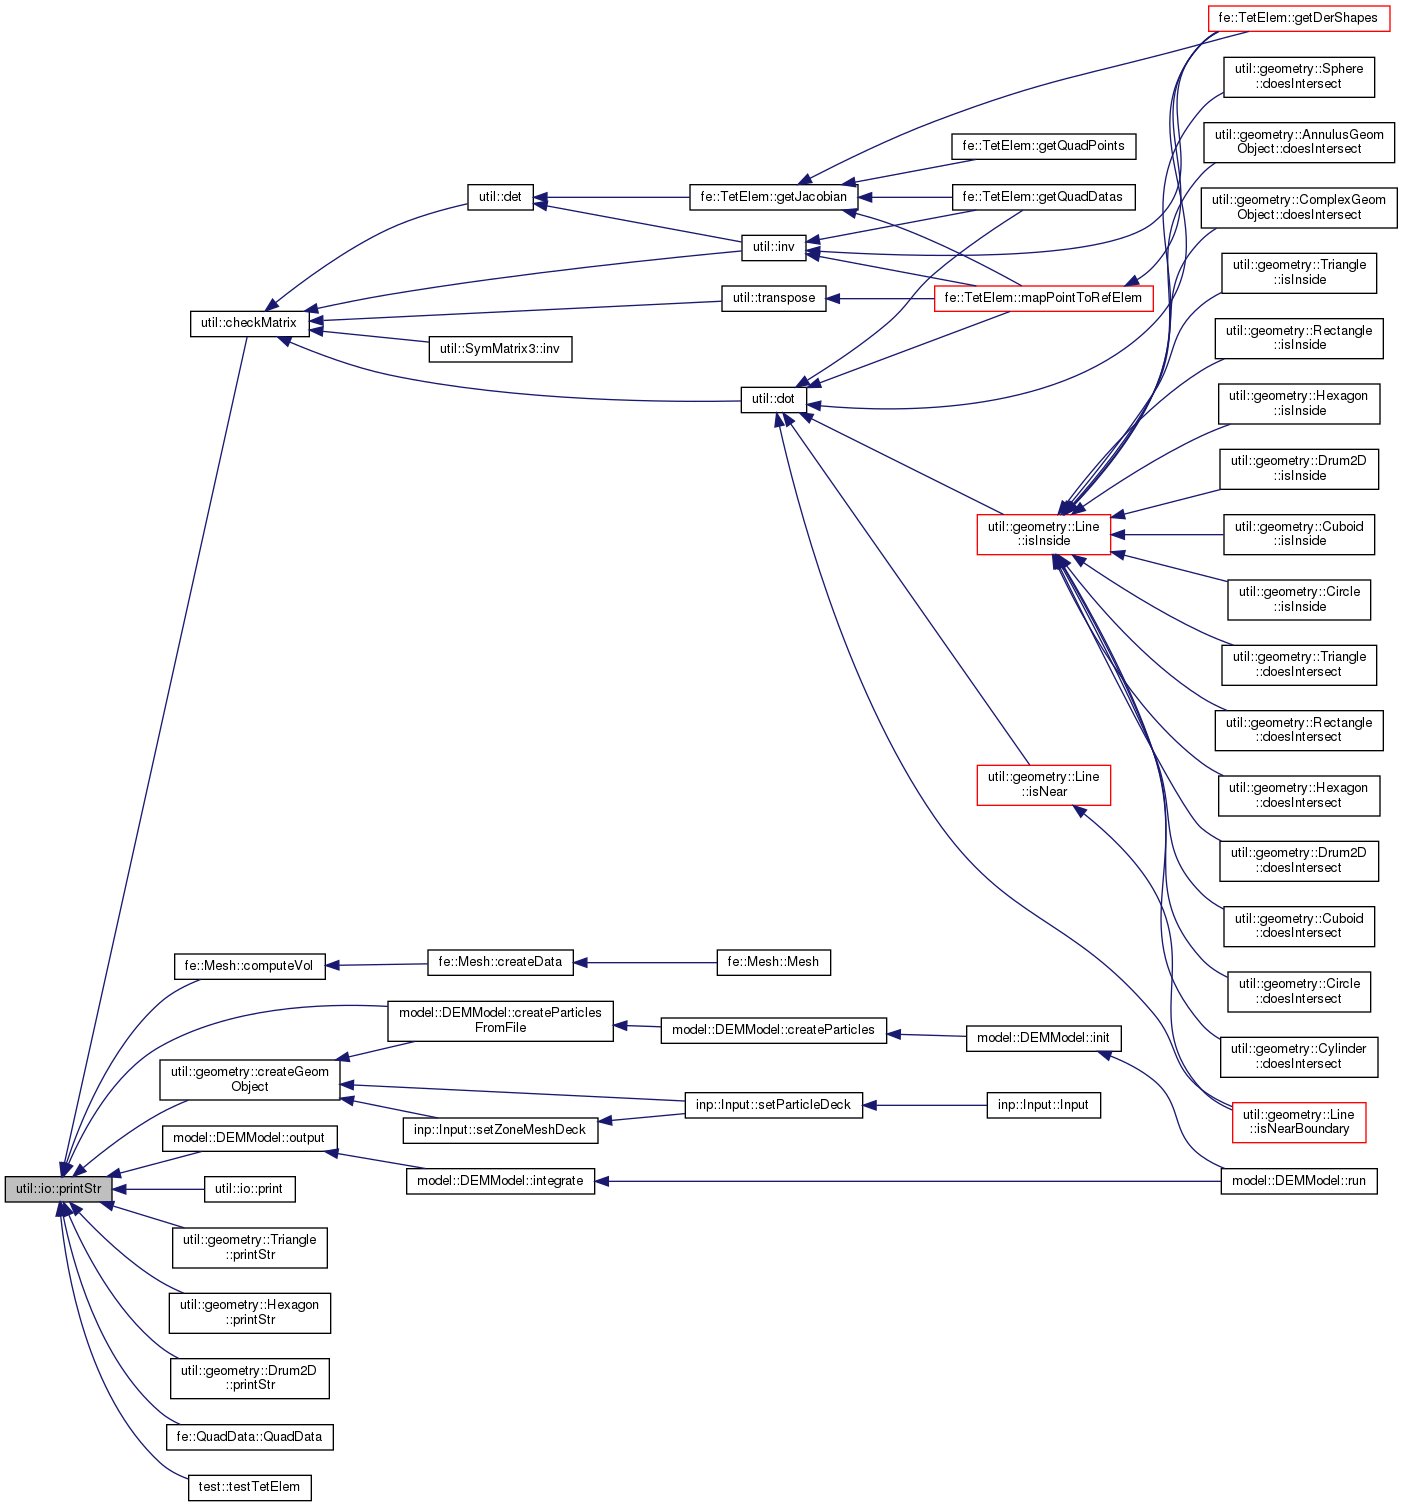 fe::TetElem::getDerShapes
util::geometry::Sphere
::doesIntersect
util::geometry::AnnulusGeom
Object::doesIntersect
fe::TetElem::getQuadPoints
util::det
fe::TetElem::getJacobian
fe::TetElem::getQuadDatas
util::geometry::ComplexGeom
Object::doesIntersect
util::inv
util::geometry::Triangle
::isInside
fe::TetElem::mapPointToRefElem
util::transpose
util::checkMatrix
util::geometry::Rectangle
::isInside
util::SymMatrix3::inv
util::dot
util::geometry::Hexagon
::isInside
util::geometry::Drum2D
::isInside
util::geometry::Line
::isInside
util::geometry::Cuboid
::isInside
util::geometry::Circle
::isInside
util::geometry::Triangle
::doesIntersect
util::geometry::Rectangle
::doesIntersect
util::geometry::Line
::isNear
util::geometry::Hexagon
::doesIntersect
util::geometry::Drum2D
::doesIntersect
util::geometry::Cuboid
::doesIntersect
fe::Mesh::computeVol
fe::Mesh::createData
fe::Mesh::Mesh
util::geometry::Circle
::doesIntersect
model::DEMModel::createParticles
FromFile
model::DEMModel::createParticles
model::DEMModel::init
util::geometry::Cylinder
::doesIntersect
util::geometry::createGeom
Object
inp::Input::setParticleDeck
inp::Input::Input
inp::Input::setZoneMeshDeck
util::geometry::Line
::isNearBoundary
model::DEMModel::output
model::DEMModel::integrate
model::DEMModel::run
util::io::printStr
util::io::print
util::geometry::Triangle
::printStr
util::geometry::Hexagon
::printStr
util::geometry::Drum2D
::printStr
fe::QuadData::QuadData
test::testTetElem